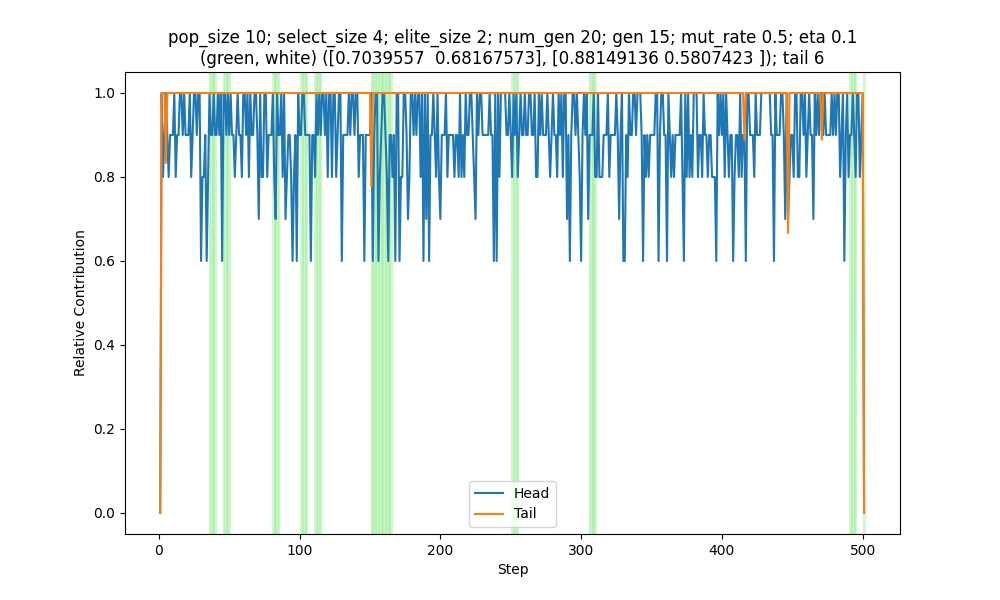 pop_size 10; select_size 4; elite_size 2; num_gen 20; gen 15; mut_rate 0.5; eta 0.1
(green, white) ([0.7039557  0.68167573], [0.88149136 0.5807423 ]); tail 6
1.0
0.8
0.6
0.4
0.2
0.0
Relative Contribution
Head
Tail
0
100
200
300
400
500
Step